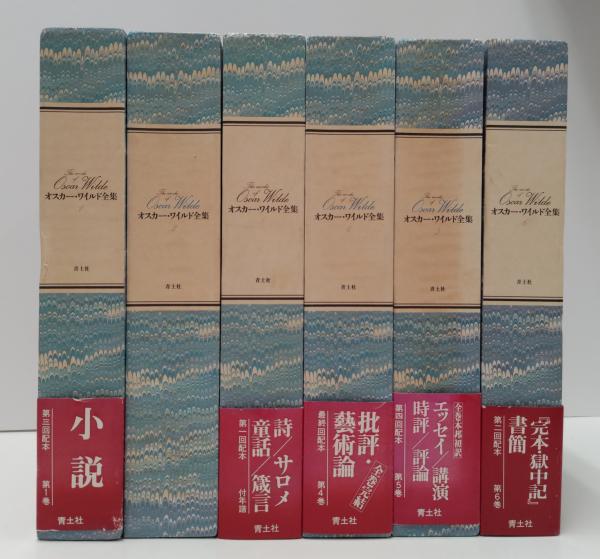 The works
of
Oscar Wilde
オスカー・ワイルド全集
1
青土社
小説
第三回配本
第1巻
青土社
The works
of
Oscar Wilde
オスカー・ワイルド全集
2
青土社
The works
of
Oscar Wilde
オスカー・ワイルド全集
青土社
詩/サロメ
童話/箴言
第一回配本
付年譜
青土社
The works
of
Oscar Wilde
オスカー・ワイルド全集
4
青土社
批評・
藝術論
全巻完結
最終回配本
第4巻
青土社
The works
of
Oscar Wilde
オスカー・ワイルド全集
5
青土社
全巻本邦初訳
エッセイ/講演
時評/評論
第四回配本
第5巻
青土社
The works
of
Oscar Wilde
オスカー・ワイルド全集
6
青土社
『完本・獄中記』
書簡
第二回配本
第6巻
青土社